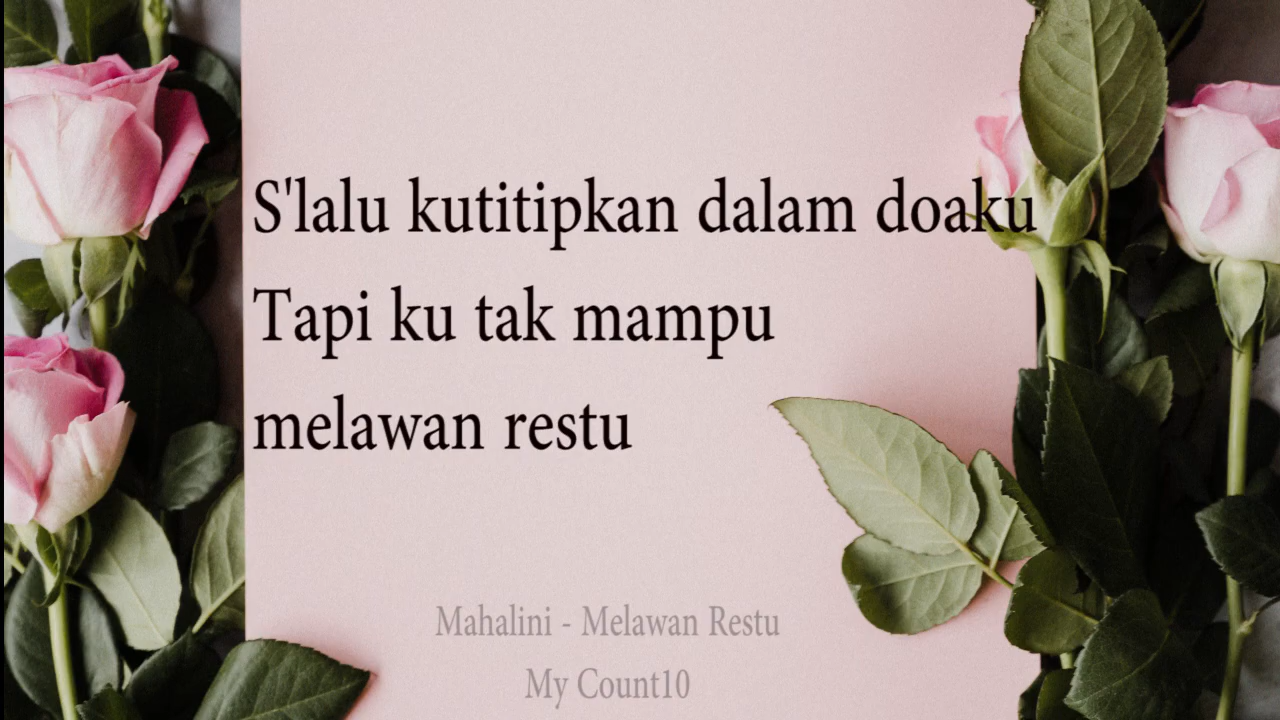 S'lalu kutitipkan dalam doaku
Tapi ku tak mampu
melawan restu
Mahalini - Melawan Restu
My Count10